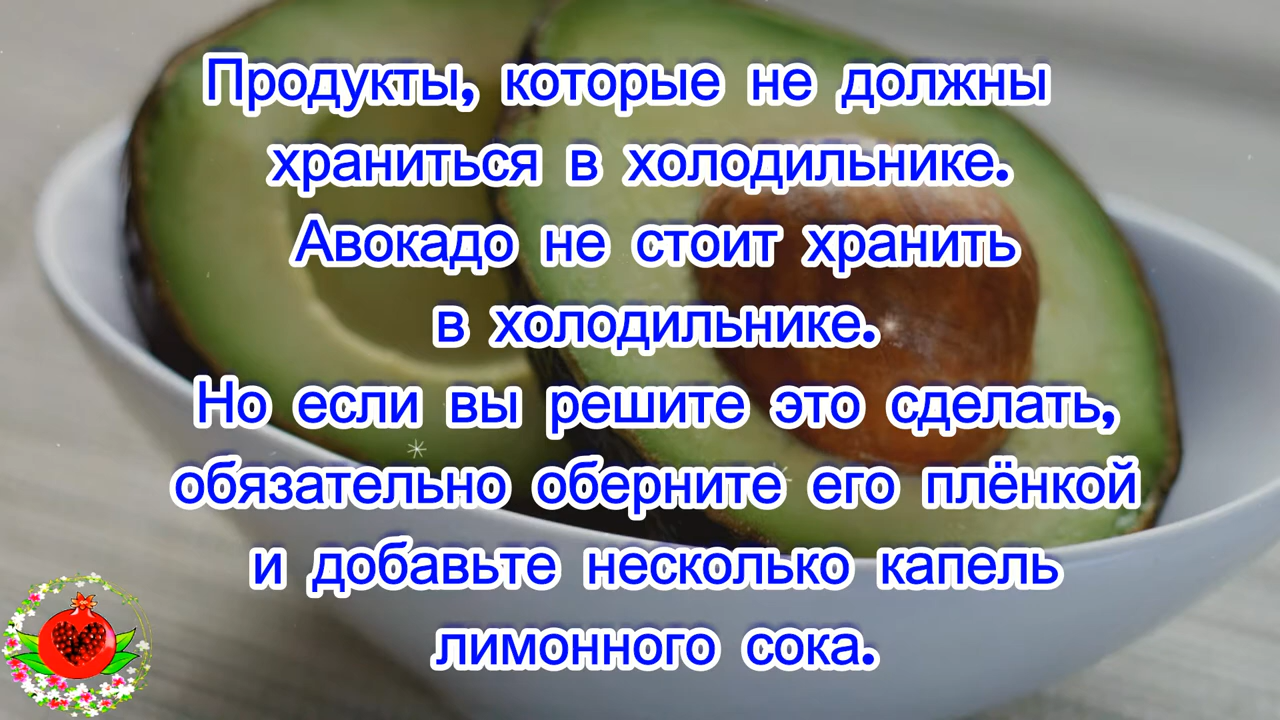 Продукты, которые не должны
храниться в холодильнике.
Авокадо не стоит хранить
в холодильнике.
Но если вы решите это сделать,
обязательно оберните его плёнкой
и добавьте несколько капель
лимонного сока.